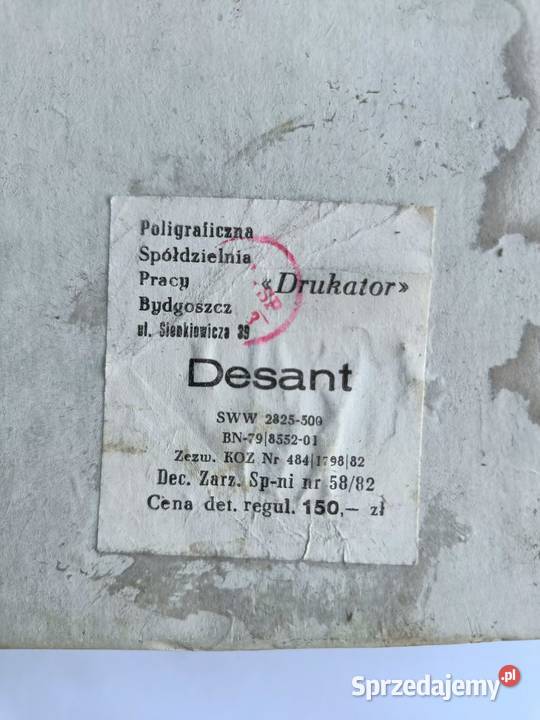 Poligraficzna
Spółdzielnia
Pracy «Drukator»
Bydgoszcz
ul. Sienkiewicza 39
Desant
SWW 2825-500
BN-79|8552-01
Zezw. KOZ Nr 484|1798|82
Dec. Zarz. Sp-ni nr 58/82
Cena det. regul. 150,- zł
Sprzedajemy.pl